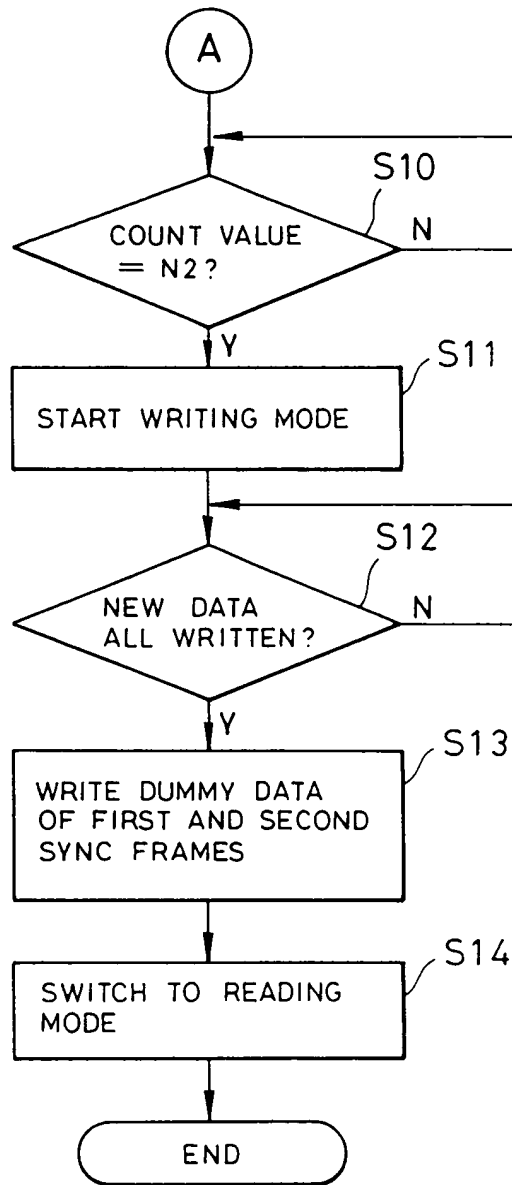 A
S10
COUNT VALUE
= N2?
N
Y
S11
START WRITING MODE
S12
NEW DATA
ALL WRITTEN?
N
Y
S13
WRITE DUMMY DATA
OF FIRST AND SECOND
SYNC FRAMES
S14
SWITCH TO READING
MODE
END